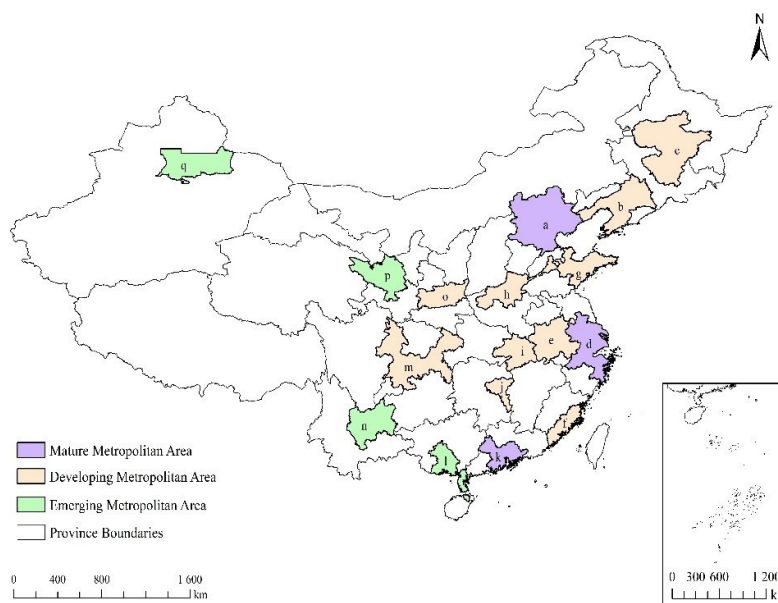 N
q
c
b
a
p
g
o
h
e
i
d
m
j
n
f
l
k
Mature Metropolitan Area
Developing Metropolitan Area
Emerging Metropolitan Area
Province Boundaries
0 400 800 1 600
km
0 300 600 1 200